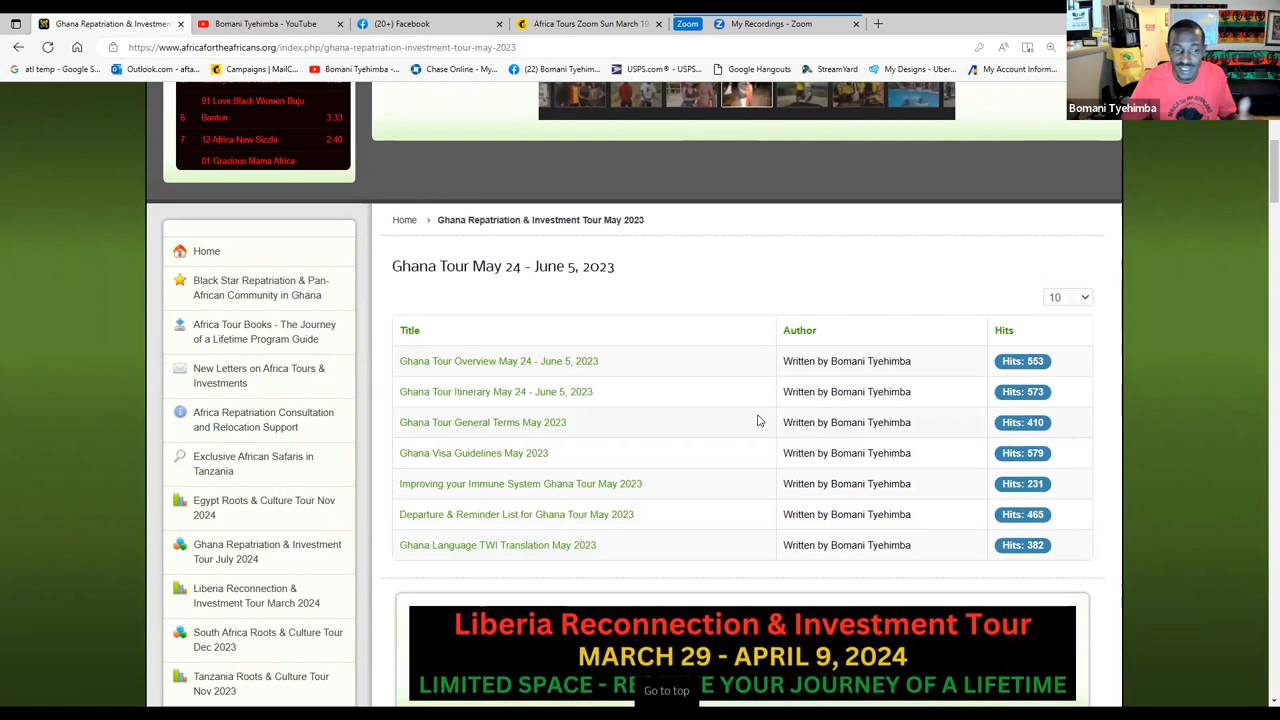 Ghana Repatriation & Investmen
Bomani Tyehimba - YouTube
(20+) Facebook
Africa Tours Zoom Sun March 19
Zoom
My Recordings - Zoom
https://www.africafortheafricans.org/index.php/ghana-repatriation-investment-tour-may-2023
atl temp - Google S...
Outlook.com - afta...
Campaigns | MailC...
Bomani Tyehimba -...
Chase Online - My...
(22) Bomani Tyehim...
USPS.com® - USPS...
Google Hangouts
StreamYard
My Designs - Uber...
My Account Inform...
Bomani Tyehimba
01 Love Black Women-Buju
6 Banton 3:33
7 12 Africa Now-Sizzla 2:40
01 Gracious Mama Africa-
Home
Ghana Repatriation & Investment Tour May 2023
Home
Black Star Repatriation & Pan-
African Community in Ghana
Africa Tour Books - The Journey
of a Lifetime Program Guide
New Letters on Africa Tours &
Investments
Africa Repatriation Consultation
and Relocation Support
Exclusive African Safaris in
Tanzania
Egypt Roots & Culture Tour Nov
2024
Ghana Repatriation & Investment
Tour July 2024
Liberia Reconnection &
Investment Tour March 2024
South Africa Roots & Culture Tour
Dec 2023
Tanzania Roots & Culture Tour
Nov 2023
Ghana Tour May 24 - June 5, 2023
10
Title Author Hits
Ghana Tour Overview May 24 - June 5, 2023 Written by Bomani Tyehimba Hits: 553
Ghana Tour Itinerary May 24 - June 5, 2023 Written by Bomani Tyehimba Hits: 573
Ghana Tour General Terms May 2023 Written by Bomani Tyehimba Hits: 410
Ghana Visa Guidelines May 2023 Written by Bomani Tyehimba Hits: 579
Improving your Immune System Ghana Tour May 2023 Written by Bomani Tyehimba Hits: 231
Departure & Reminder List for Ghana Tour May 2023 Written by Bomani Tyehimba Hits: 465
Ghana Language TWI Translation May 2023 Written by Bomani Tyehimba Hits: 382
Liberia Reconnection & Investment Tour
MARCH 29 - APRIL 9, 2024
LIMITED SPACE - RE E YOUR JOURNEY OF A LIFETIME
Go to top